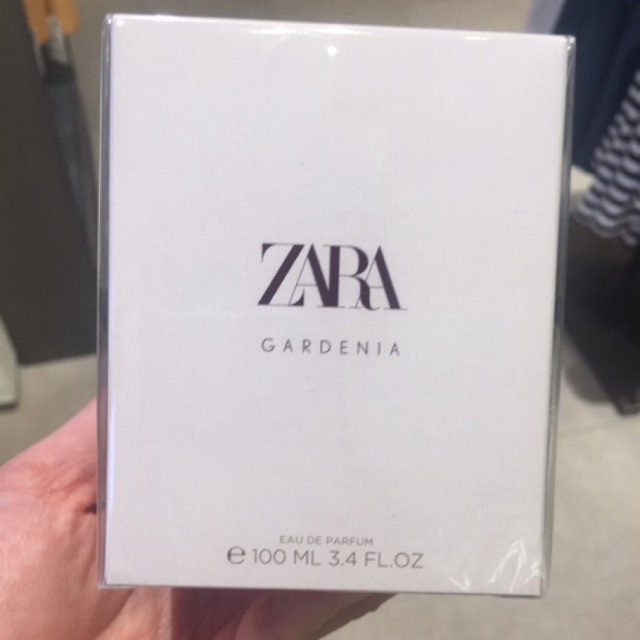 ZARA
GARDENIA
EAU DE PARFUM
℮ 100 ML 3.4 FL.OZ